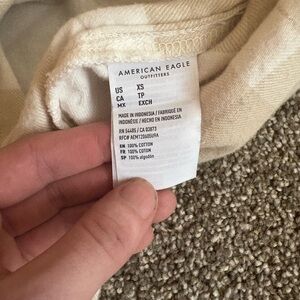 AMERICAN EAGLE
OUTFITTERS
US XS
CA TP
MX EXCH
MADE IN INDONESIA / FABRIQUÉ EN
INDONÉSIE / HECHO EN INDONESIA
RN 54485 / CA 03873
EN 100% COTTON
FR 100% COTON
SP 100% algodón